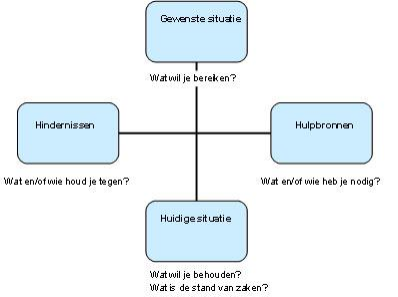 Gewenste situatie
Wat wil je bereiken?
Hindernissen
Hulpbronnen
Wat en/of wie houd je tegen?
Wat en/of wie heb je nodig?
Huidige situatie
Wat wil je behouden?
Wat is de stand van zaken?